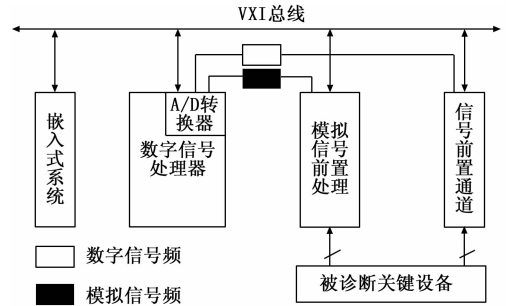 VXI总线
嵌入式系统
A/D转
换器
数字信号
处理器
模拟
信号
前置
处理
信号前置通道
数字信号频
模拟信号频
被诊断关键设备